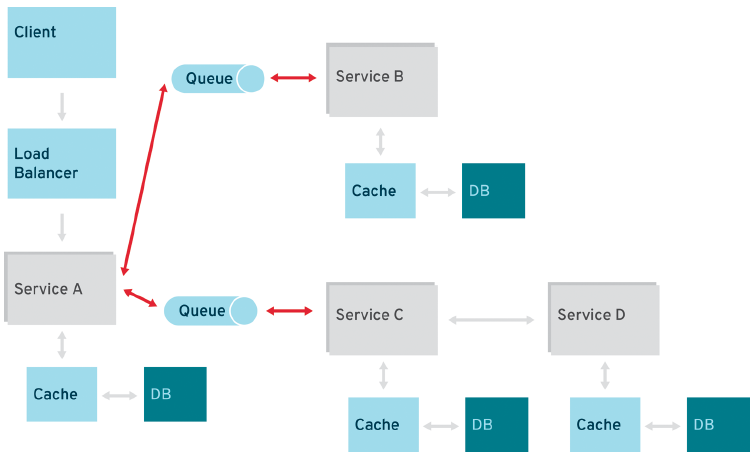 Client
Queue
Service B
Load
Balancer
Cache
DB
Service A
Queue
Service C
Service D
Cache
DB
Cache
DB
Cache
DB